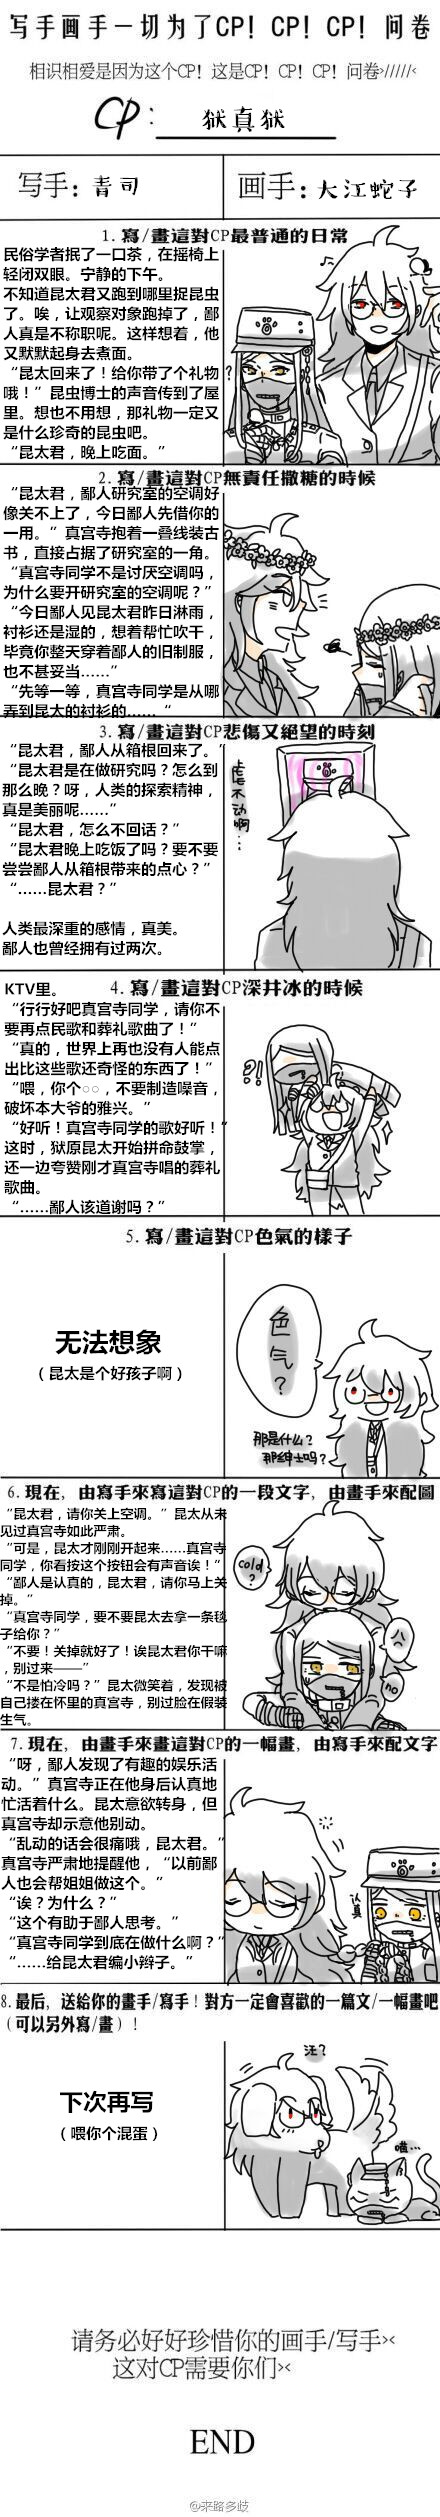 写手画手一切为了CP！CP！CP！问卷
相识相爱是因为这个CP！这是CP！CP！CP！问卷>/////<
CP：狱真狱
写手：青司
画手：大江蛇子
1. 寫/畫這對CP最普通的日常
民俗学者抿了一口茶，在摇椅上
轻闭双眼。宁静的下午。
不知道昆太君又跑到哪里捉昆虫
了。唉，让观察对象跑掉了，鄙
人真是不称职呢。这样想着，他
又默默起身去煮面。
“昆太回来了！给你带了个礼物
哦！”昆虫博士的声音传到了屋
里。想也不用想，那礼物一定又
是什么珍奇的昆虫吧。
“昆太君，晚上吃面。”
?
2. 寫/畫這對CP無責任撒糖的時候
“昆太君，鄙人研究室的空调好
像关不上了，今日鄙人先借你的
一用。”真宫寺抱着一叠线装古
书，直接占据了研究室的一角。
“真宫寺同学不是讨厌空调吗，
为什么要开研究室的空调呢？”
“今日鄙人见昆太君昨日淋雨，
衬衫还是湿的，想着帮忙吹干，
毕竟你整天穿着鄙人的旧制服，
也不甚妥当……”
“先等一等，真宫寺同学是从哪
弄到昆太的衬衫的……“
3. 寫/畫這對CP悲傷又絕望的時刻
“昆太君，鄙人从箱根回来了。”
“昆太君是在做研究吗？怎么到
那么晚？呀，人类的探索精神，
真是美丽呢……”
“昆太君，怎么不回话？”
“昆太君晚上吃饭了吗？要不要
尝尝鄙人从箱根带来的点心？”
“……昆太君？”
人类最深重的感情，真美。
鄙人也曾经拥有过两次。
虐不动啊…
4. 寫/畫這對CP深井冰的時候
KTV里。
“行行好吧真宫寺同学，请你不
要再点民歌和葬礼歌曲了！”
“真的，世界上再也没有人能点
出比这些歌还奇怪的东西了！”
“喂，你个○○，不要制造噪音，
破坏本大爷的雅兴。”
“好听！真宫寺同学的歌好听！”
这时，狱原昆太开始拼命鼓掌，
还一边夸赞刚才真宫寺唱的葬礼
歌曲。
“……鄙人该道谢吗？”
?!
5. 寫/畫這對CP色氣的樣子
无法想象
（昆太是个好孩子啊）
色气？
那是什么？
那绅士吗？
6. 現在，由寫手來寫這對CP的一段文字，由畫手來配圖
“昆太君，请你关上空调。”昆太从未
见过真宫寺如此严肃。
“可是，昆太才刚刚开起来……真宫寺
同学，你看按这个按钮会有声音诶！”
“鄙人是认真的，昆太君，请你马上关
掉。”
“真宫寺同学，要不要昆太去拿一条毯
子给你？”
“不要！关掉就好了！诶昆太君你干嘛
，别过来——”
“不是怕冷吗？”昆太微笑着，发现被
自己搂在怀里的真宫寺，别过脸在假装
生气。
cold?
no
7. 現在，由畫手來畫這對CP的一幅畫，由寫手來配文字
“呀，鄙人发现了有趣的娱乐活
动。”真宫寺正在他身后认真地
忙活着什么。昆太意欲转身，但
真宫寺却示意他别动。
“乱动的话会很痛哦，昆太君。”
真宫寺严肃地提醒他，“以前鄙
人也会帮姐姐做这个。”
“诶？为什么？”
“这个有助于鄙人思考。”
“真宫寺同学到底在做什么啊？”
“……给昆太君编小辫子。”
认真
8. 最后，送给你的畫手/寫手！對方一定會喜歡的一篇文/一幅畫吧
（可以另外寫/畫）！
下次再写
（喂你个混蛋）
汪？
喵…
请务必好好珍惜你的画手/写手><
这对CP需要你们><
END
@来路多歧